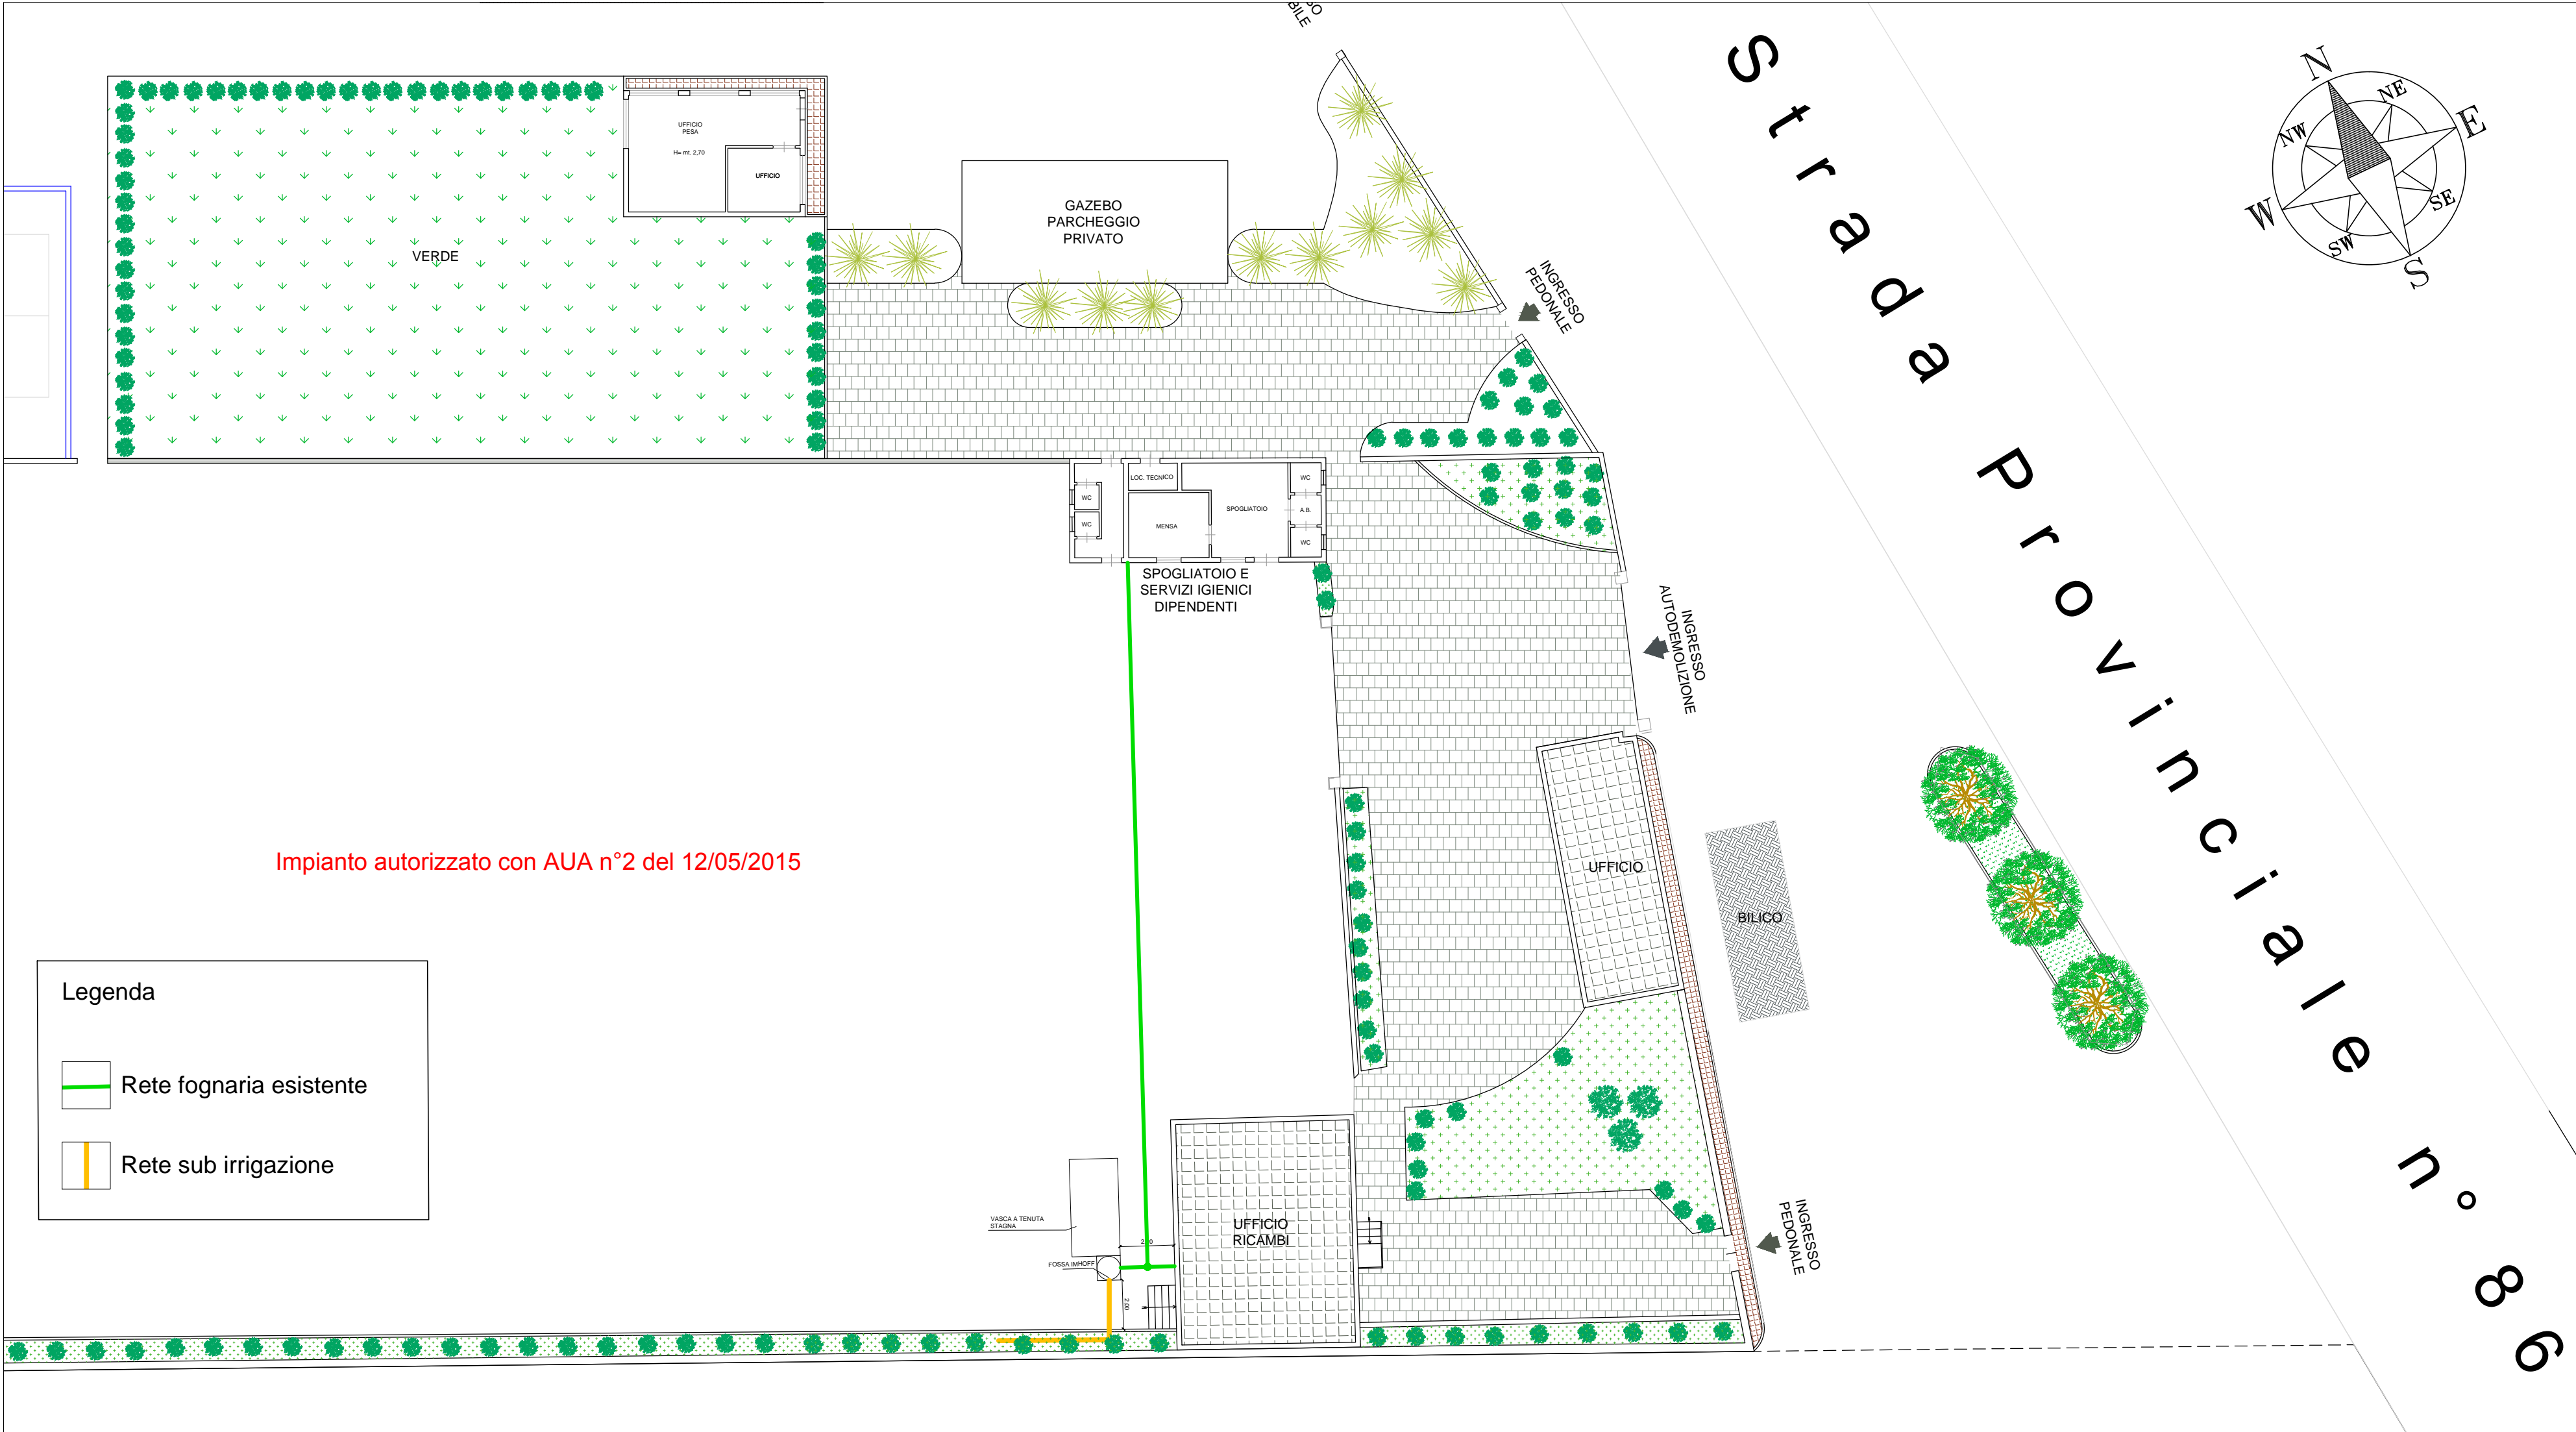 BILE
UFFICIO
PESA
H= mt. 2,70
UFFICIO
VERDE
GAZEBO
PARCHEGGIO
PRIVATO
INGRESSO
PEDONALE
N
NE
E
SE
S
SW
W
NW
Strada Provinciale n°86
WC
WC
LOC. TECNICO
MENSA
SPOGLIATOIO
WC
A.B.
WC
SPOGLIATOIO E
SERVIZI IGIENICI
DIPENDENTI
INGRESSO
AUTODEMOLIZIONE
UFFICIO
BILICO
Impianto autorizzato con AUA n°2 del 12/05/2015
Legenda
Rete fognaria esistente
Rete sub irrigazione
VASCA A TENUTA
STAGNA
FOSSA IMHOFF
2.00
UFFICIO
RICAMBI
INGRESSO
PEDONALE